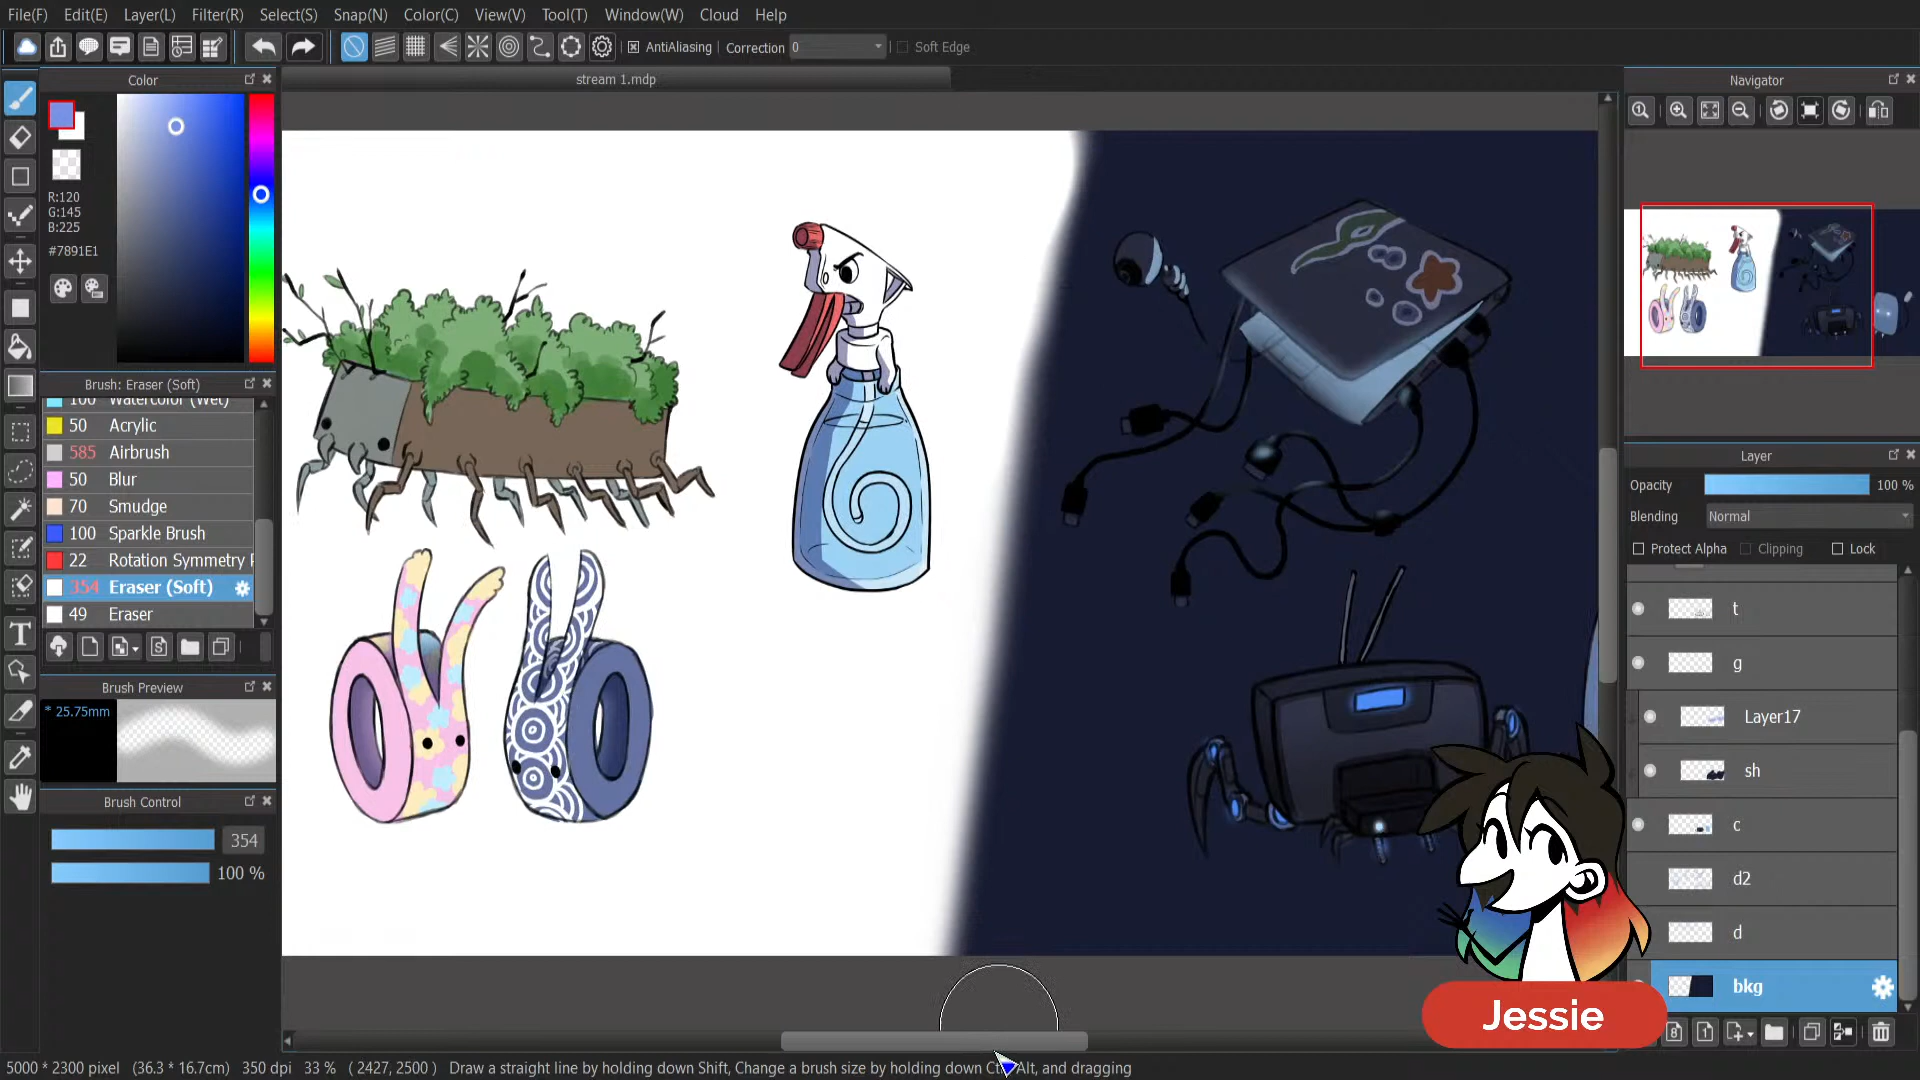 File(F) Edit(E) Layer(L) Filter(R) Select(S) Snap(N) Color(C) View(V) Tool(T) Window(W) Cloud Help
AntiAliasing Correction 0 Soft Edge
Color
stream 1.mdp
Navigator
R:120
G:145
B:225
#7891E1
Brush: Eraser (Soft)
100 Watercolor (Wet)
50 Acrylic
585 Airbrush
50 Blur
70 Smudge
100 Sparkle Brush
22 Rotation Symmetry
354 Eraser (Soft)
49 Eraser
Brush Preview
* 25.75mm
Brush Control
354
100 %
Layer
Opacity 100 %
Blending Normal
Protect Alpha Clipping Lock
t
g
Layer17
sh
c
d2
d
bkg
Jessie
5000 * 2300 pixel (36.3 * 16.7cm) 350 dpi 33 % ( 2427, 2500 ) Draw a straight line by holding down Shift, Change a brush size by holding down Alt, and dragging